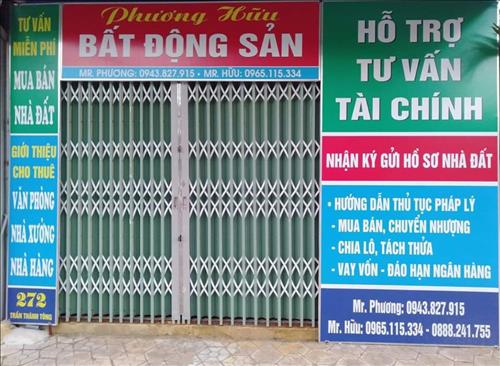 TƯ VẤN
MIỄN PHÍ
MUA BÁN
NHÀ ĐẤT
GIỚI THIỆU
CHO THUÊ
VĂN PHÒNG
NHÀ XƯỞNG
NHÀ HÀNG
272
TRẦN THÁNH TÔNG
Phương Hữu
BẤT ĐỘNG SẢN
MR. PHƯƠNG: 0943.827.915 • MR. HỮU: 0965.115.334
HỖ TRỢ
TƯ VẤN
TÀI CHÍNH
NHẬN KÝ GỬI HỒ SƠ NHÀ ĐẤT
• HƯỚNG DẪN THỦ TỤC PHÁP LÝ
- MUA BÁN, CHUYỂN NHƯỢNG
- CHIA LÔ, TÁCH THỬA
- VAY VỐN - ĐÁO HẠN NGÂN HÀNG
Mr. Phương: 0943.827.915
Mr. Hữu: 0965.115.334 - 0888.241.755